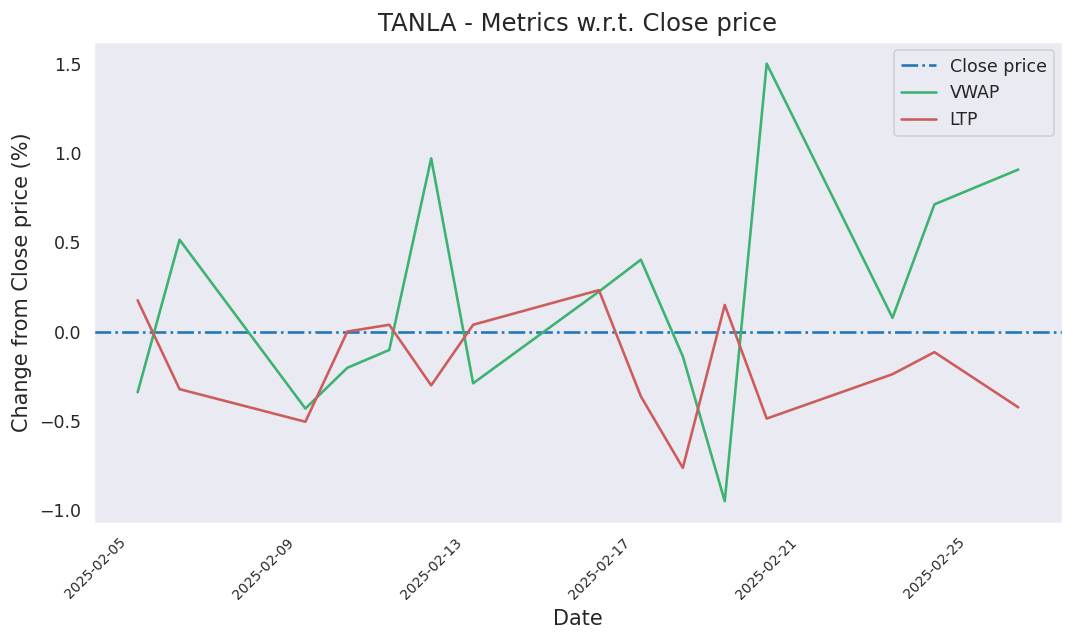 TANLA - Metrics w.r.t. Close price
Change from Close price (%)
1.5
1.0
0.5
0.0
−0.5
−1.0
Close price
VWAP
LTP
2025-02-05
2025-02-09
2025-02-13
2025-02-17
2025-02-21
2025-02-25
Date